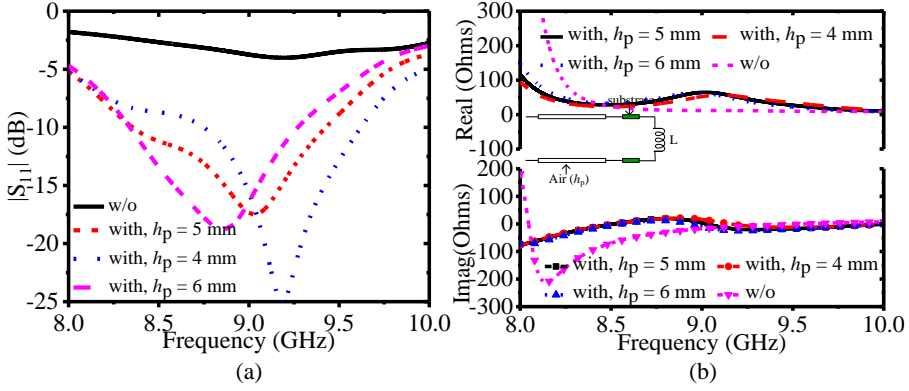 (a)
0
-5
-10
-15
-20
-25
|S11| (dB)
w/o
with, hp = 5 mm
with, hp = 4 mm
with, hp = 6 mm
8.0 8.5 9.0 9.5 10.0
Frequency (GHz)
(a)
300
200
100
0
100
Real (Ohms)
with, hp = 5 mm
with, hp = 4 mm
with, hp = 6 mm
w/o
substrate
L
Air (hp)
200
100
0
-100
-200
-300
Imag(Ohms)
with, hp = 5 mm
with, hp = 4 mm
with, hp = 6 mm
w/o
8.0 8.5 9.0 9.5 10.0
Frequency (GHz)
(b)